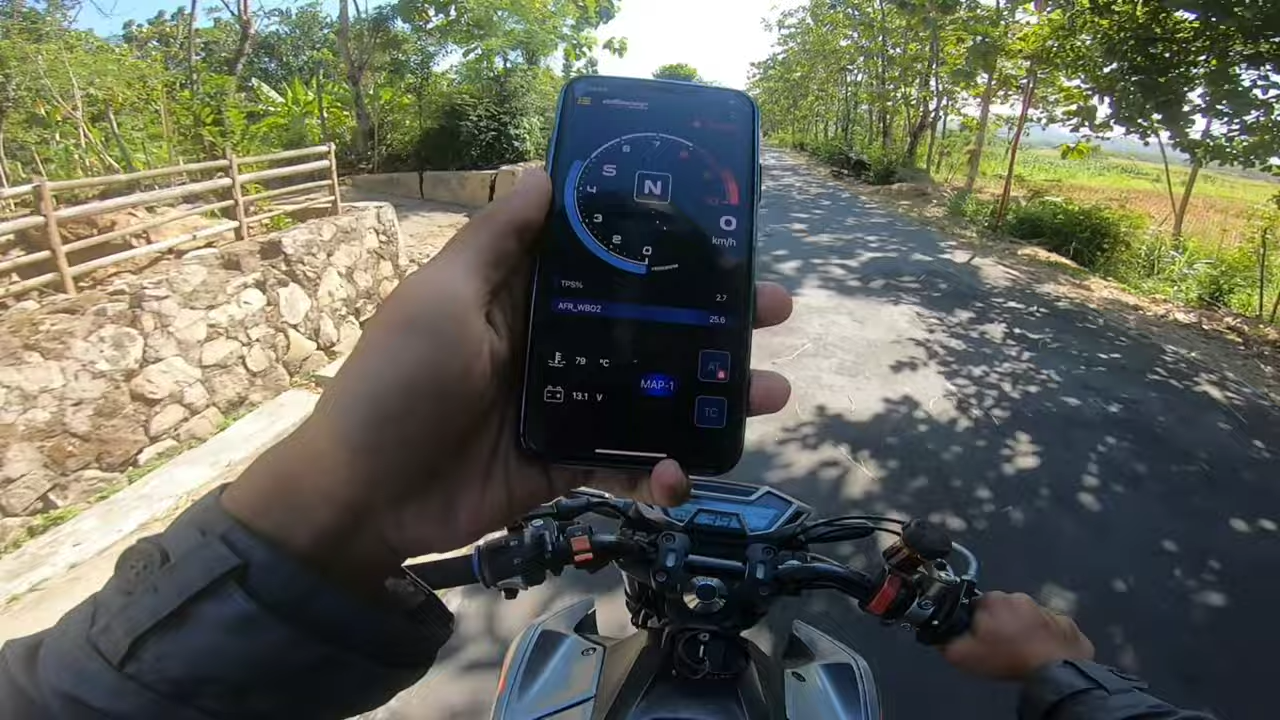 7
6
5
4
3
2
0
N
0
km/h
TPS% 2.7
AFR_WBO2 25.6
79 °C
MAP-1
13.1 V
TC